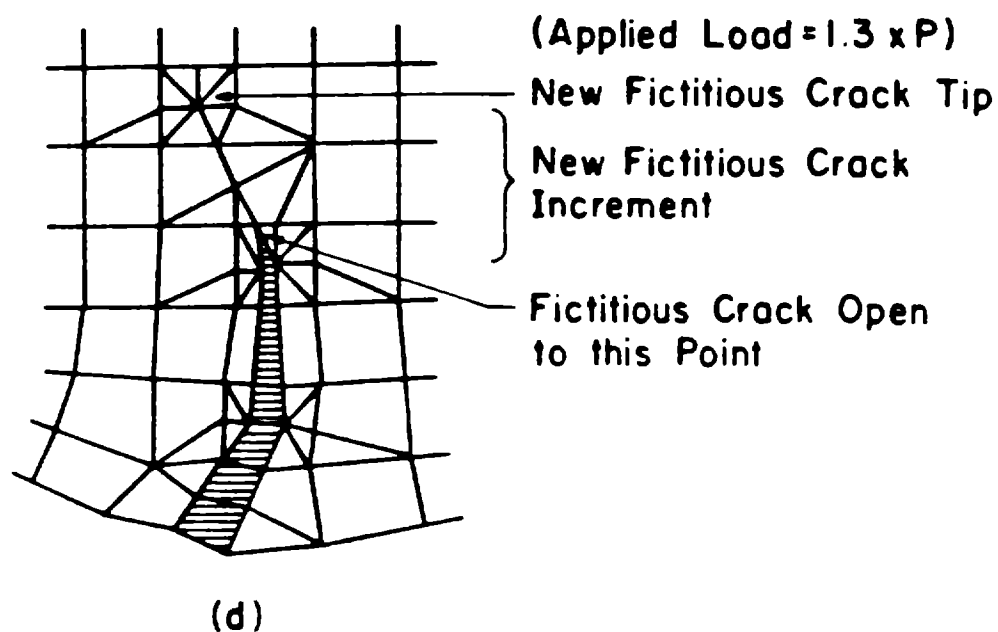 (Applied Load = 1.3 x P)
New Fictitious Crack Tip
New Fictitious Crack
Increment
Fictitious Crack Open
to this Point
(d)